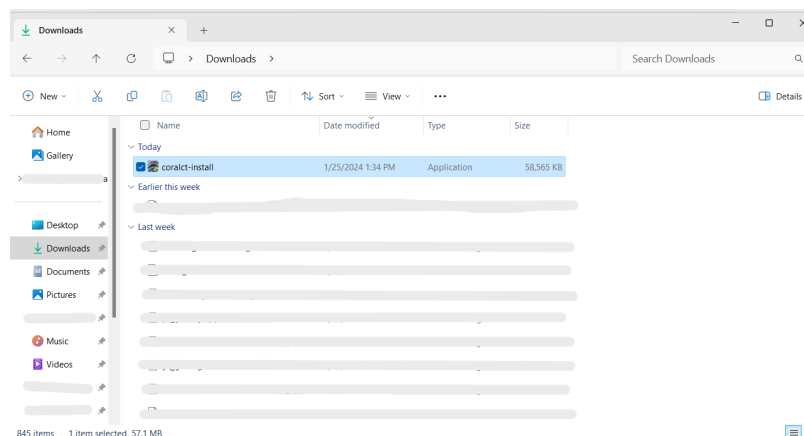 Downloads
Downloads
Search Downloads
New
Sort
View
Details
Name Date modified Type Size
Home
Gallery
a
Desktop
Downloads
Documents
Pictures
Music
Videos
Today
coralct-install 1/25/2024 1:34 PM Application 58,565 KB
Earlier this week
Last week
845 items 1 item selected 57.1 MB